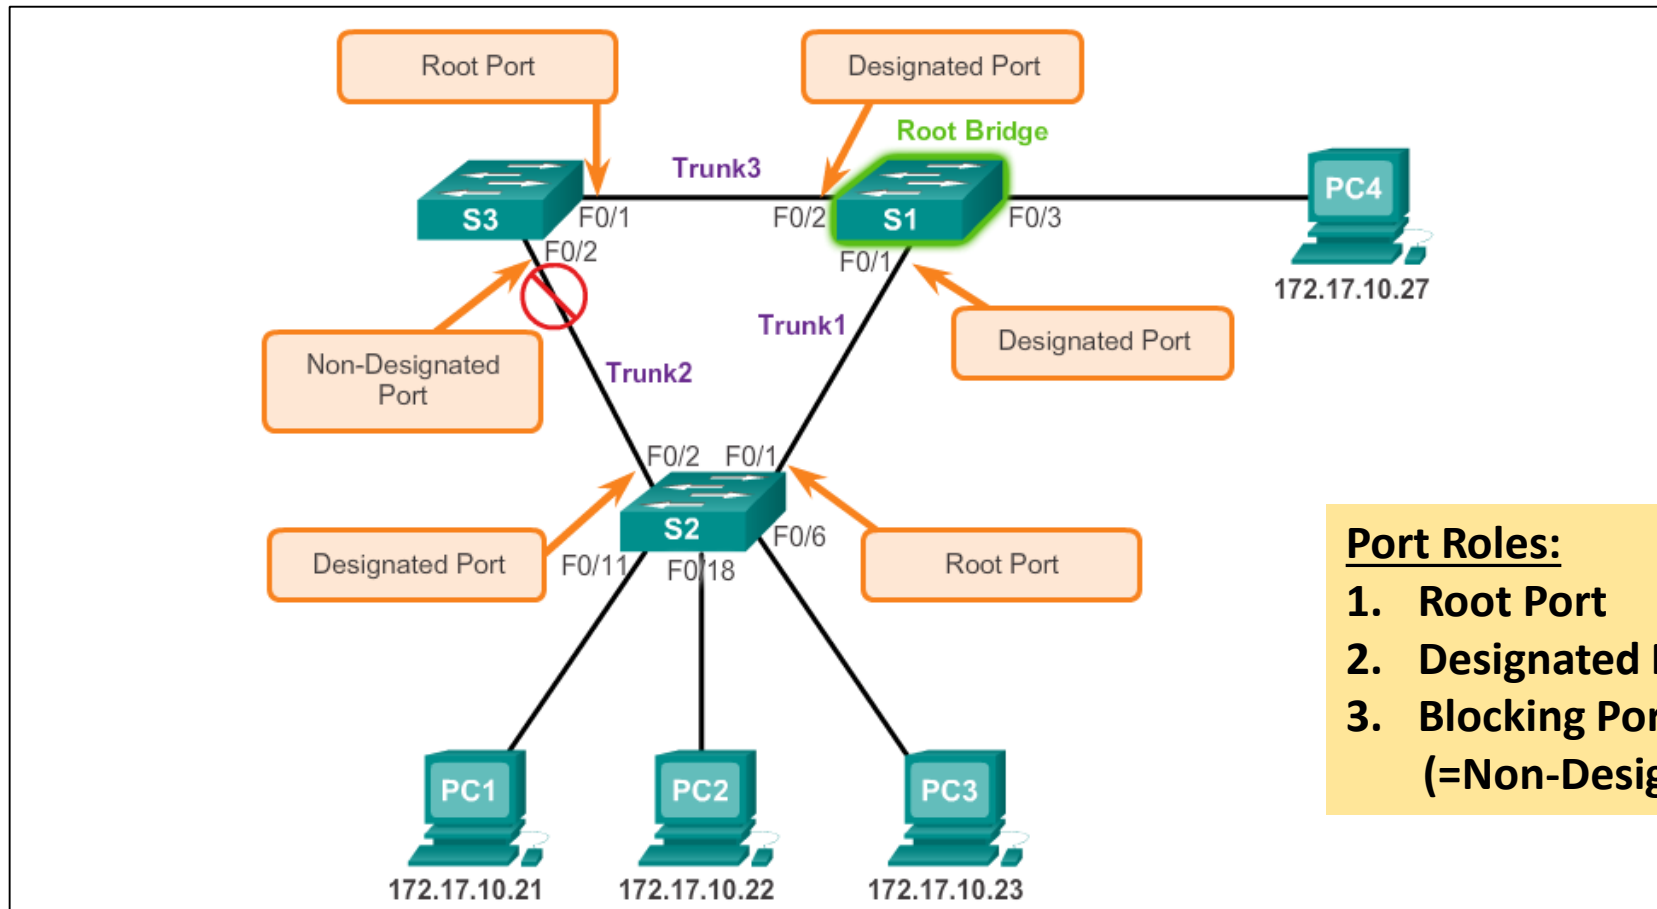 Root Port
Designated Port
Root Bridge
Trunk3
S3
F0/1
F0/2
S1
F0/3
PC4
F0/2
F0/1
172.17.10.27
Non-Designated
Port
Trunk1
Designated Port
Trunk2
F0/2
F0/1
S2
F0/6
Designated Port
F0/11
F0/18
Root Port
Port Roles:
1. Root Port
2. Designated
3. Blocking
PC1
PC2
PC3
172.17.10.21
172.17.10.22
172.17.10.23